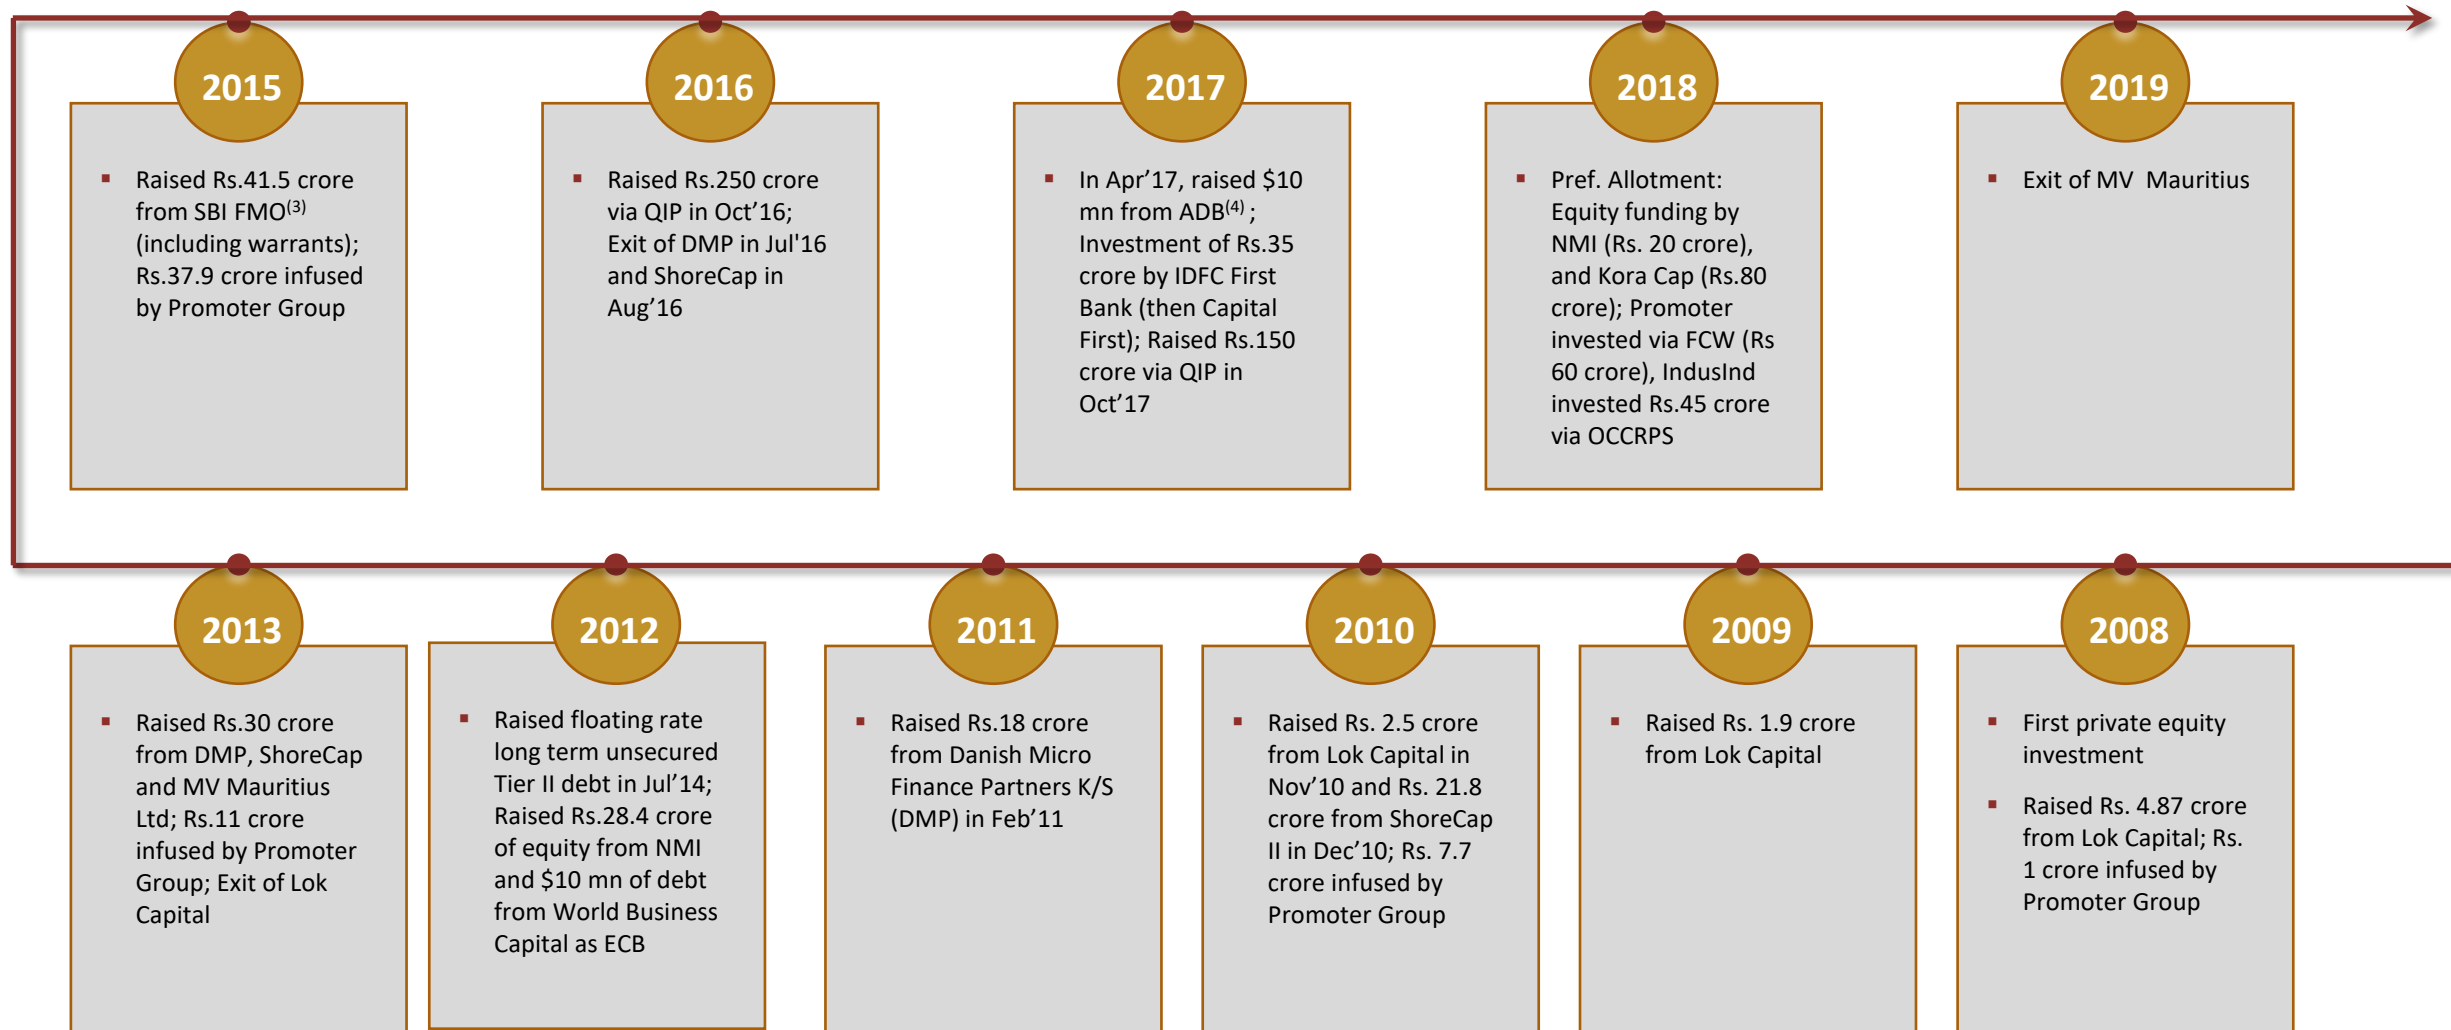 2015
Raised Rs.41.5 crore
from SBI FMO(3)
(including warrants);
Rs.37.9 crore infused
by Promoter Group
2016
Raised Rs.250 crore
via QIP in Oct’16;
Exit of DMP in Jul'16
and ShoreCap in
Aug’16
2017
In Apr’17, raised $10
mn from ADB(4) ;
Investment of Rs.35
crore by IDFC First
Bank (then Capital
First); Raised Rs.150
crore via QIP in
Oct’17
2018
Pref. Allotment:
Equity funding by
NMI (Rs. 20 crore),
and Kora Cap (Rs.80
crore); Promoter
invested via FCW (Rs
60 crore), IndusInd
invested Rs.45 crore
via OCCRPS
2019
Exit of MV Mauritius
2013
Raised Rs.30 crore
from DMP, ShoreCap
and MV Mauritius
Ltd; Rs.11 crore
infused by Promoter
Group; Exit of Lok
Capital
2012
Raised floating rate
long term unsecured
Tier II debt in Jul’14;
Raised Rs.28.4 crore
of equity from NMI
and $10 mn of debt
from World Business
Capital as ECB
2011
Raised Rs.18 crore
from Danish Micro
Finance Partners K/S
(DMP) in Feb’11
2010
Raised Rs. 2.5 crore
from Lok Capital in
Nov’10 and Rs. 21.8
crore from ShoreCap
II in Dec’10; Rs. 7.7
crore infused by
Promoter Group
2009
Raised Rs. 1.9 crore
from Lok Capital
2008
First private equity
investment
Raised Rs. 4.87 crore
from Lok Capital; Rs.
1 crore infused by
Promoter Group